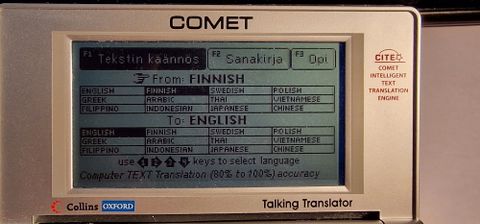 COMET
F1 Tekstin käännös F2 Sanakirja F3 Opi
From: FINNISH
ENGLISH FINNISH SWEDISH POLISH
GREEK ARABIC THAI VIETNAMESE
FILIPPINO INDONESIAN JAPANESE CHINESE
To: ENGLISH
ENGLISH FINNISH SWEDISH POLISH
GREEK ARABIC THAI VIETNAMESE
FILIPPINO INDONESIAN JAPANESE CHINESE
use keys to select language
Computer TEXT Translation (80% to 100%) accuracy
CITE
COMET
INTELLIGENT
TEXT
TRANSLATION
ENGINE
Collins OXFORD Talking Translator